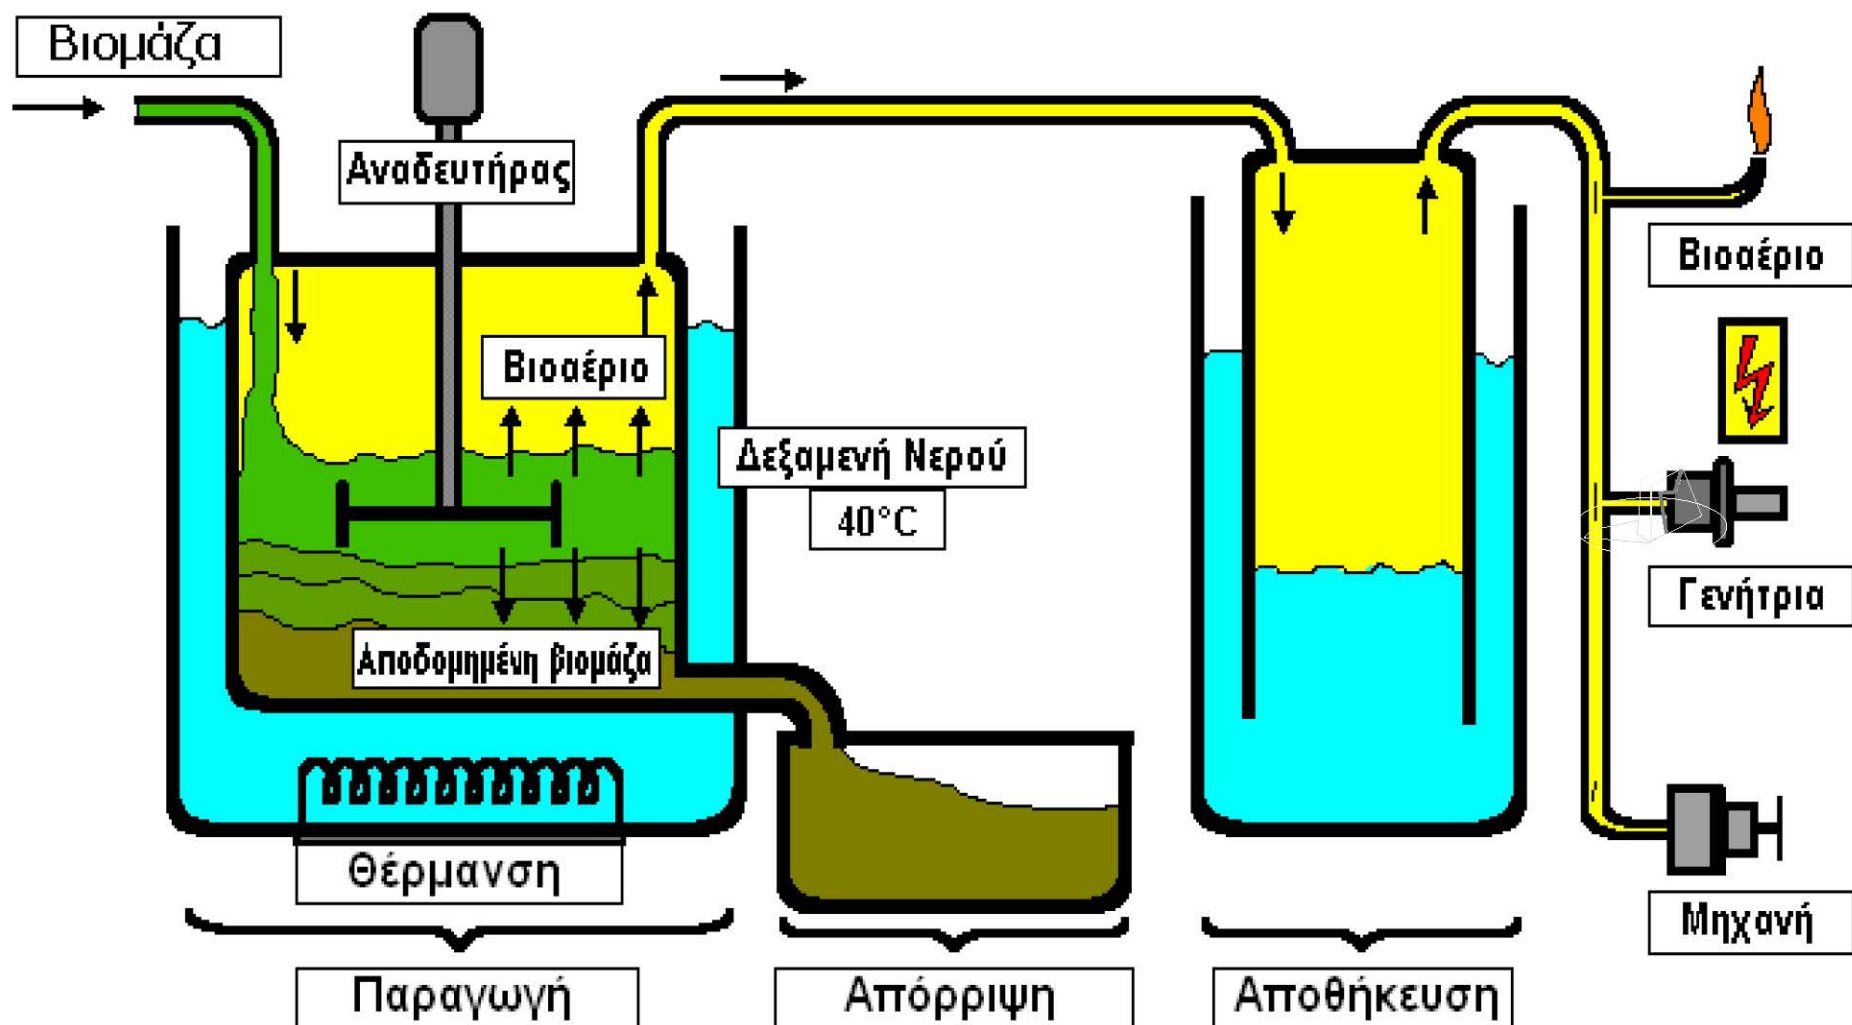 Βιομάζα
Αναδευτήρας
Βιοαέριο
Βιοαέριο
Δεξαμενή Νερού
40°C
Γενήτρια
Αποδομημένη βιομάζα
Θέρμανση
Μηχανή
Παραγωγή
Απόρριψη
Αποθήκευση